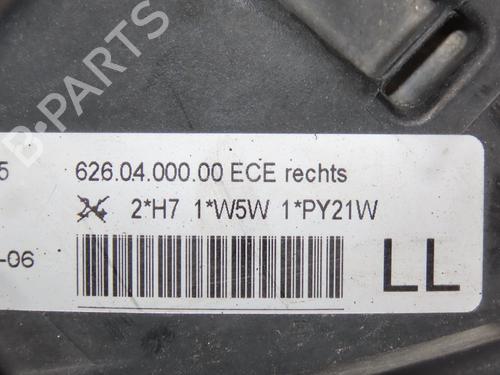 5 626.04.000.00 ECE rechts
2*H7 1*W5W 1*PY21W
-06
LL
B-PARTS